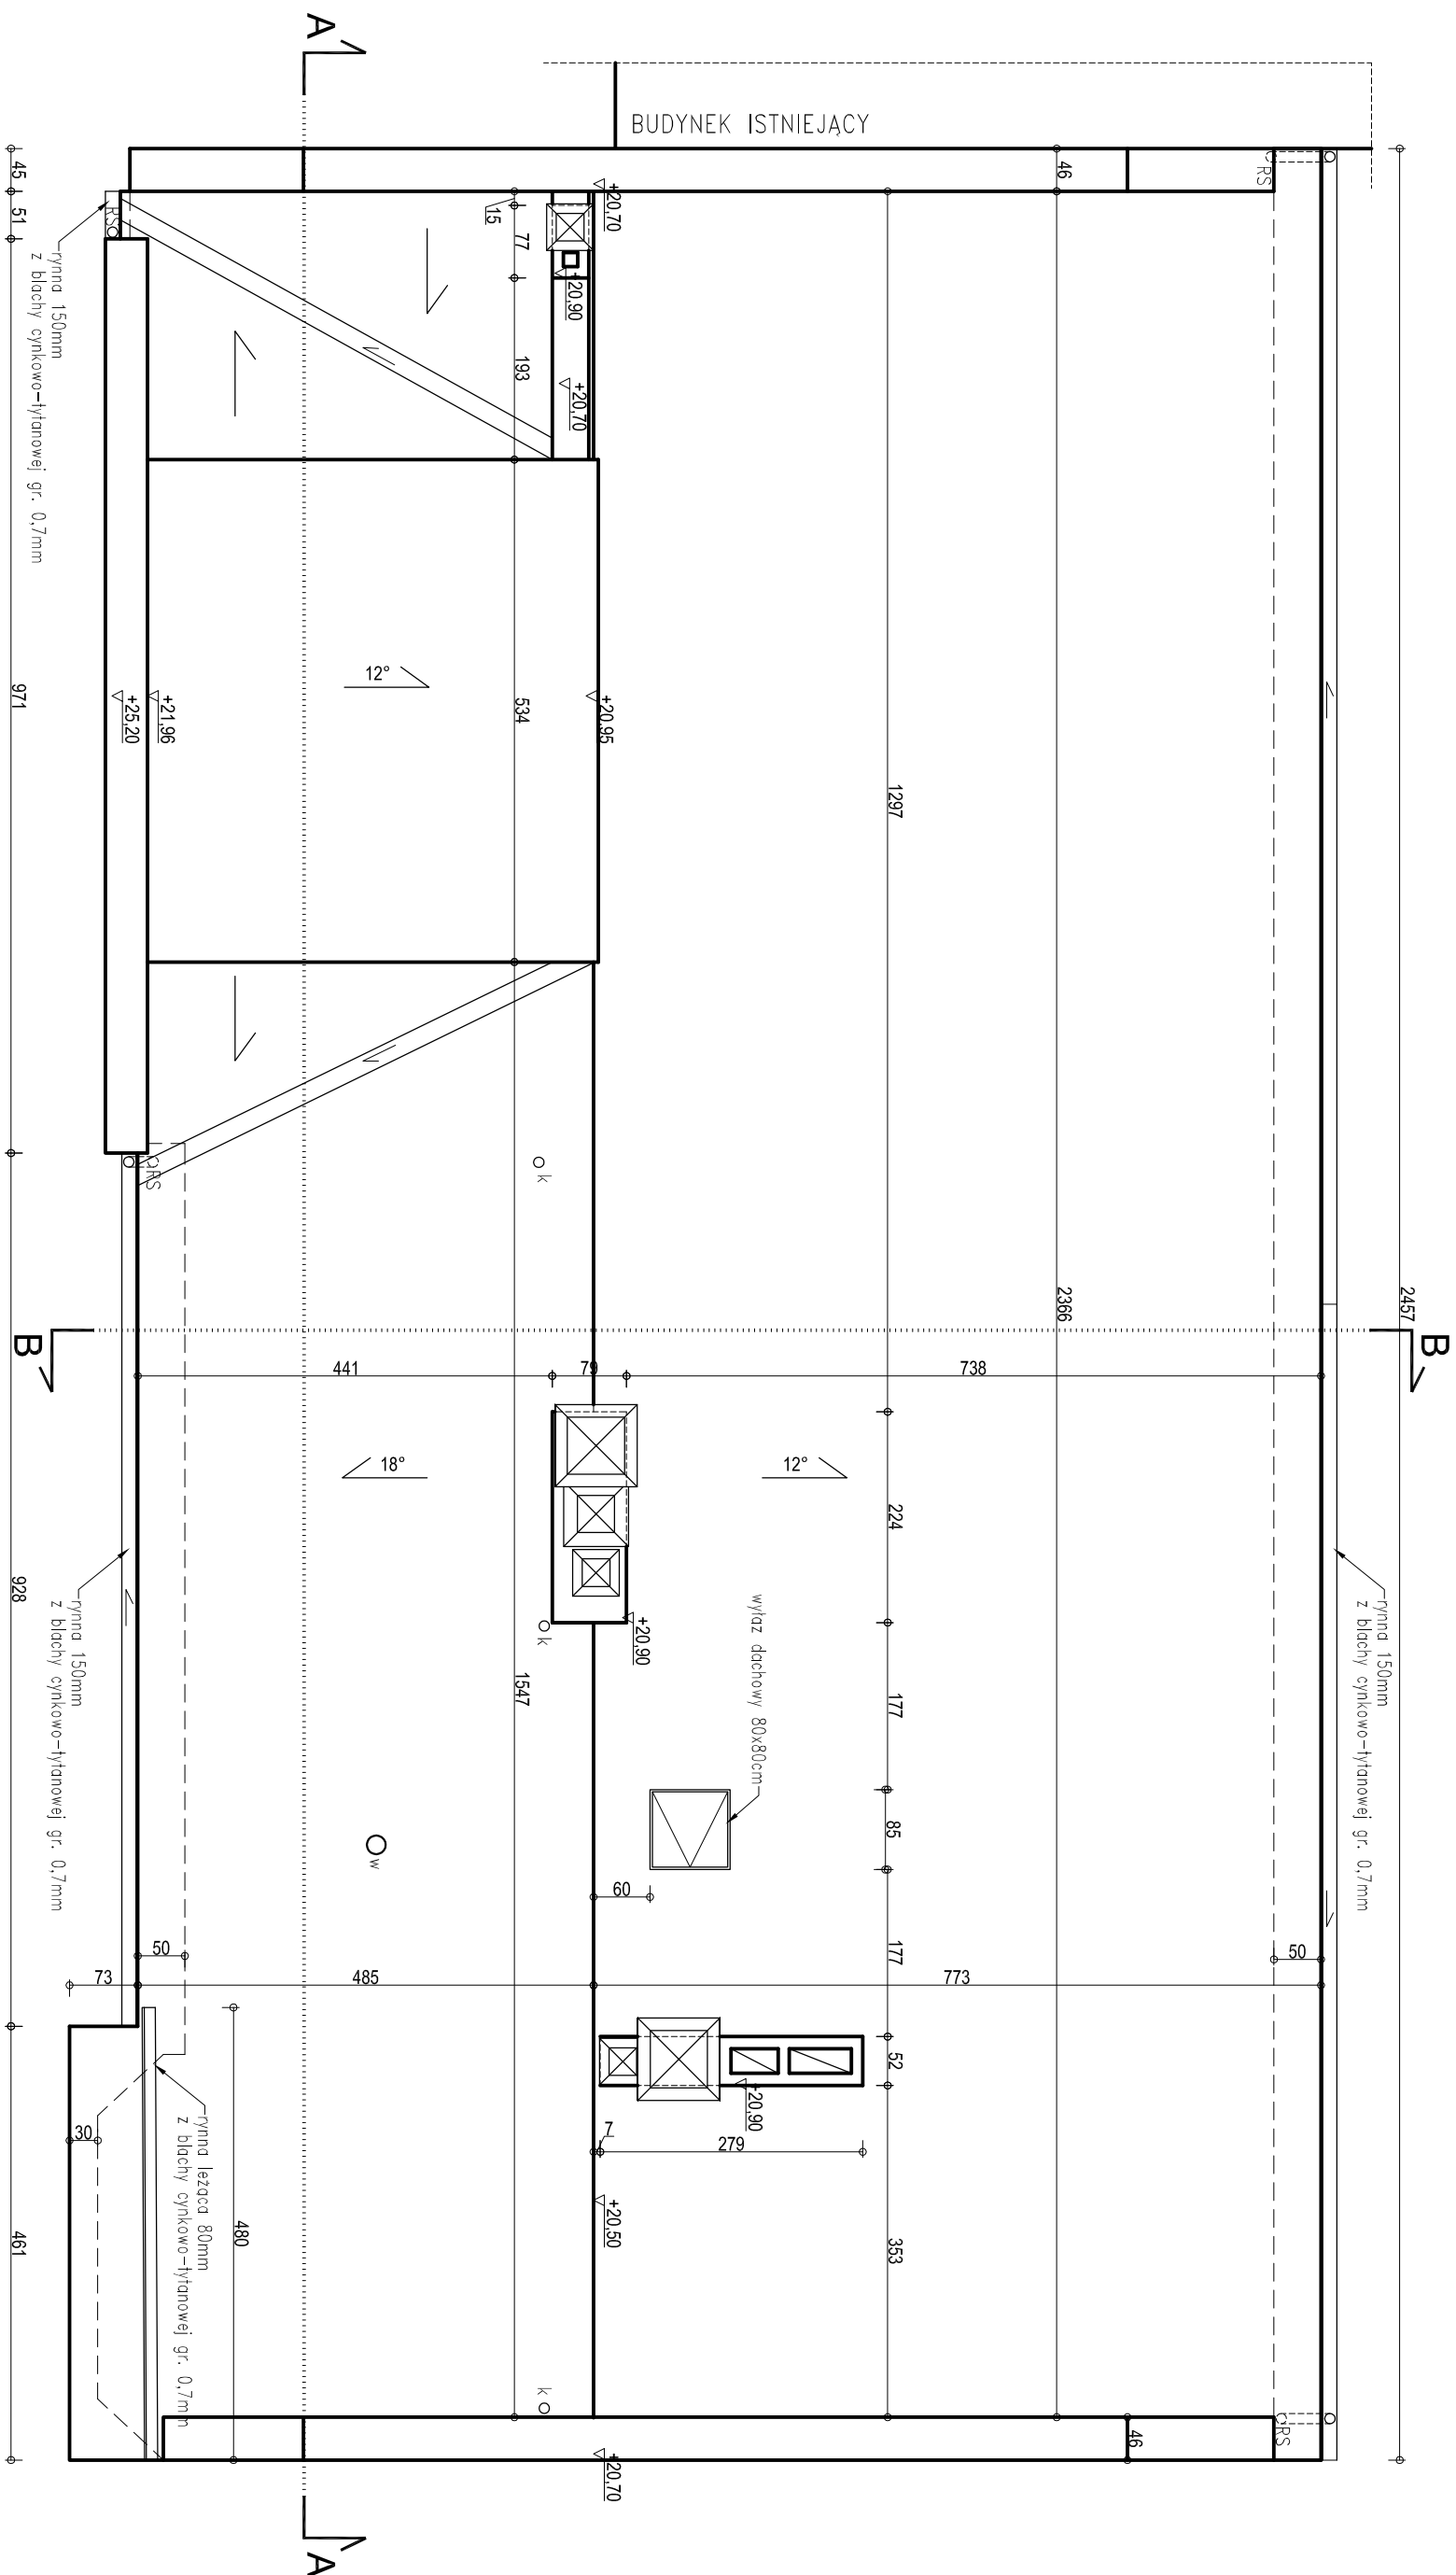 A
BUDYNEK ISTNIEJĄCY
45
51
971
928
461
46
2457
2366
RS
RS
+20,70
15
77
+20,90
193
+20,70
rynna 150mm
z blachy cynkowo-tytanowej gr. 0,7mm
12°
534
+20,95
+21,96
+25,20
1297
RS
k
B
B
441
79
738
18°
12°
224
rynna 150mm
z blachy cynkowo-tytanowej gr. 0,7mm
rynna 150mm
z blachy cynkowo-tytanowej gr. 0,7mm
wyłaz dachowy 80x80cm
+20,90
k
1547
177
85
w
60
50
50
177
73
485
773
52
+20,90
7
279
30
rynna leżąca 80mm
z blachy cynkowo-tytanowej gr. 0,7mm
480
+20,50
353
k
46
RS
+20,70
A